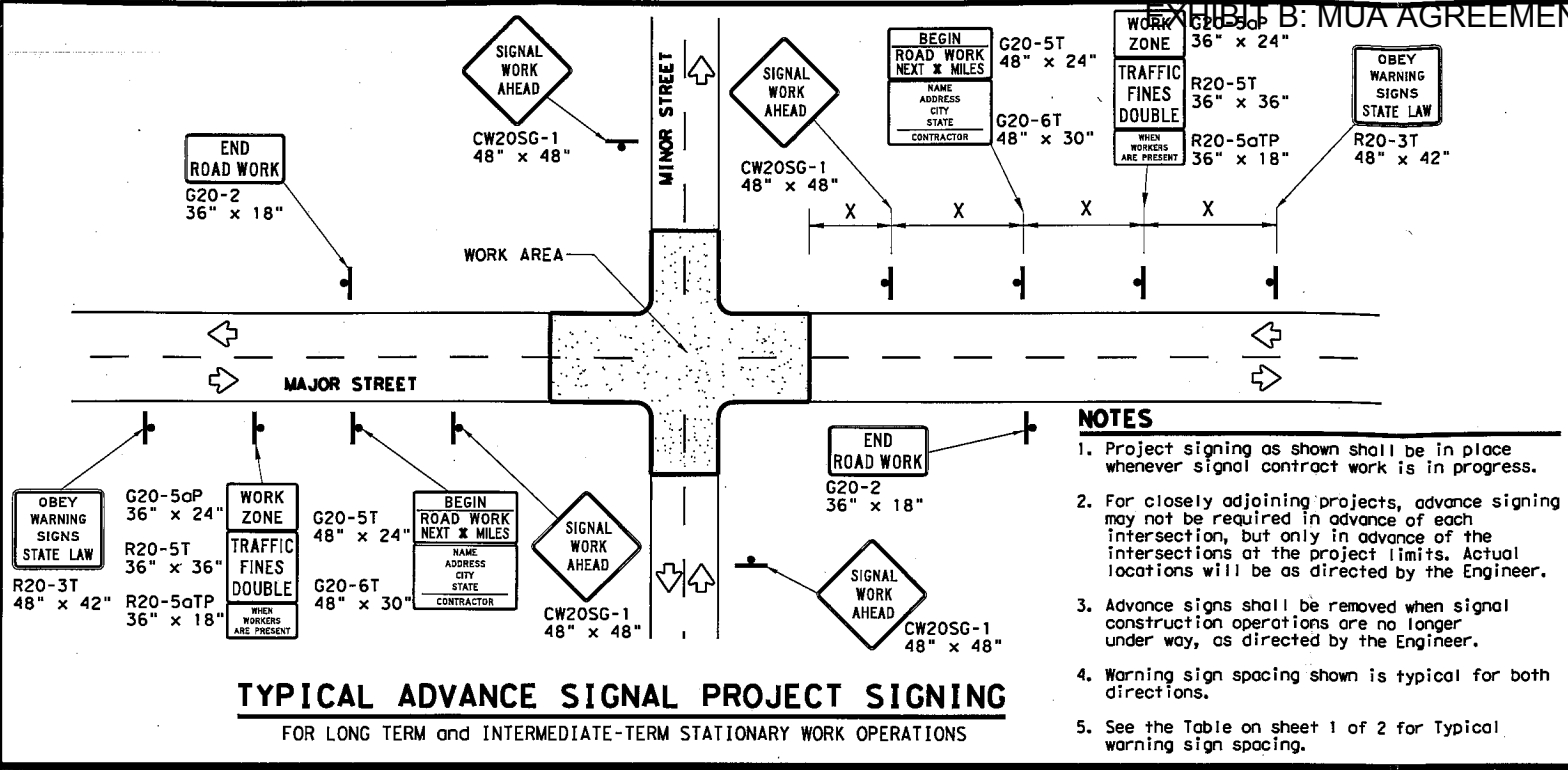 EXHIBIT B: MUA AGREEMEN
SIGNAL
WORK
AHEAD
CW20SG-1
48" x 48"
MINOR STREET
SIGNAL
WORK
AHEAD
CW20SG-1
48" x 48"
BEGIN
ROAD WORK
NEXT X MILES
NAME
ADDRESS
CITY
STATE
CONTRACTOR
G20-5T
48" x 24"
G20-6T
48" x 30"
WORK
ZONE
TRAFFIC
FINES
DOUBLE
WHEN
WORKERS
ARE PRESENT
G20-5aP
36" x 24"
R20-5T
36" x 36"
R20-5aTP
36" x 18"
OBEY
WARNING
SIGNS
STATE LAW
R20-3T
48" x 42"
END
ROAD WORK
G20-2
36" x 18"
X
X
X
X
WORK AREA
MAJOR STREET
OBEY
WARNING
SIGNS
STATE LAW
R20-3T
48" x 42"
G20-5aP
36" x 24"
R20-5T
36" x 36"
R20-5aTP
36" x 18"
WORK
ZONE
TRAFFIC
FINES
DOUBLE
WHEN
WORKERS
ARE PRESENT
G20-5T
48" x 24"
G20-6T
48" x 30"
BEGIN
ROAD WORK
NEXT X MILES
NAME
ADDRESS
CITY
STATE
CONTRACTOR
SIGNAL
WORK
AHEAD
CW20SG-1
48" x 48"
END
ROAD WORK
G20-2
36" x 18"
SIGNAL
WORK
AHEAD
CW20SG-1
48" x 48"
TYPICAL ADVANCE SIGNAL PROJECT SIGNING
FOR LONG TERM and INTERMEDIATE-TERM STATIONARY WORK OPERATIONS
NOTES
1. Project signing as shown shall be in place
whenever signal contract work is in progress.
2. For closely adjoining projects, advance signing
may not be required in advance of each
intersection, but only in advance of the
intersections at the project limits. Actual
locations will be as directed by the Engineer.
3. Advance signs shall be removed when signal
construction operations are no longer
under way, as directed by the Engineer.
4. Warning sign spacing shown is typical for both
directions.
5. See the Table on sheet 1 of 2 for Typical
warning sign spacing.